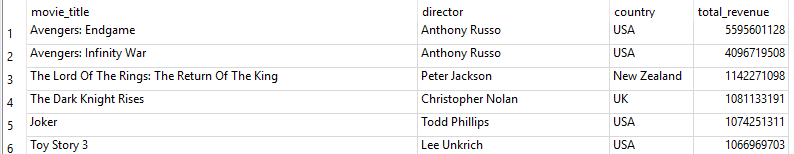 movie_title director country total_revenue
1 Avengers: Endgame Anthony Russo USA 5595601128
2 Avengers: Infinity War Anthony Russo USA 4096719508
3 The Lord Of The Rings: The Return Of The King Peter Jackson New Zealand 1142271098
4 The Dark Knight Rises Christopher Nolan UK 1081133191
5 Joker Todd Phillips USA 1074251311
6 Toy Story 3 Lee Unkrich USA 1066969703